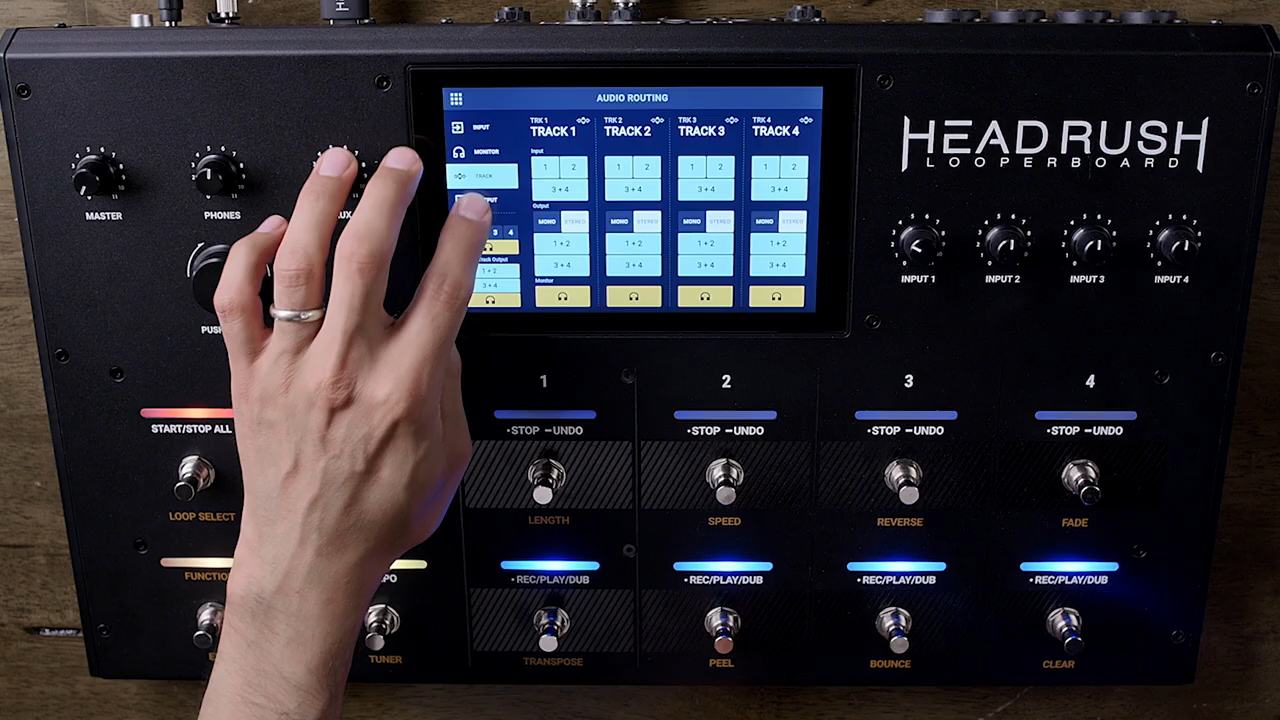 AUDIO ROUTING
INPUT
MONITOR
TRACK
TRK 1 TRK 2 TRK 3 TRK 4
TRACK 1 TRACK 2 TRACK 3 TRACK 4
Input
1 2 1 2 1 2 1 2
3 + 4 3 + 4 3 + 4 3 + 4
Output
MONO STEREO MONO STEREO MONO STEREO MONO STEREO
3 4
1 + 2 1 + 2 1 + 2 1 + 2
3 + 4 3 + 4 3 + 4 3 + 4
Track Output
1 + 2
3 + 4
Monitor
HEADRUSH
LOOPERBOARD
MASTER PHONES
INPUT 1 INPUT 2 INPUT 3 INPUT 4
1 2 3 4
START/STOP ALL •STOP –UNDO •STOP –UNDO •STOP –UNDO •STOP –UNDO
LOOP SELECT LENGTH SPEED REVERSE FADE
•REC/PLAY/DUB •REC/PLAY/DUB •REC/PLAY/DUB •REC/PLAY/DUB
TUNER TRANSPOSE PEEL BOUNCE CLEAR